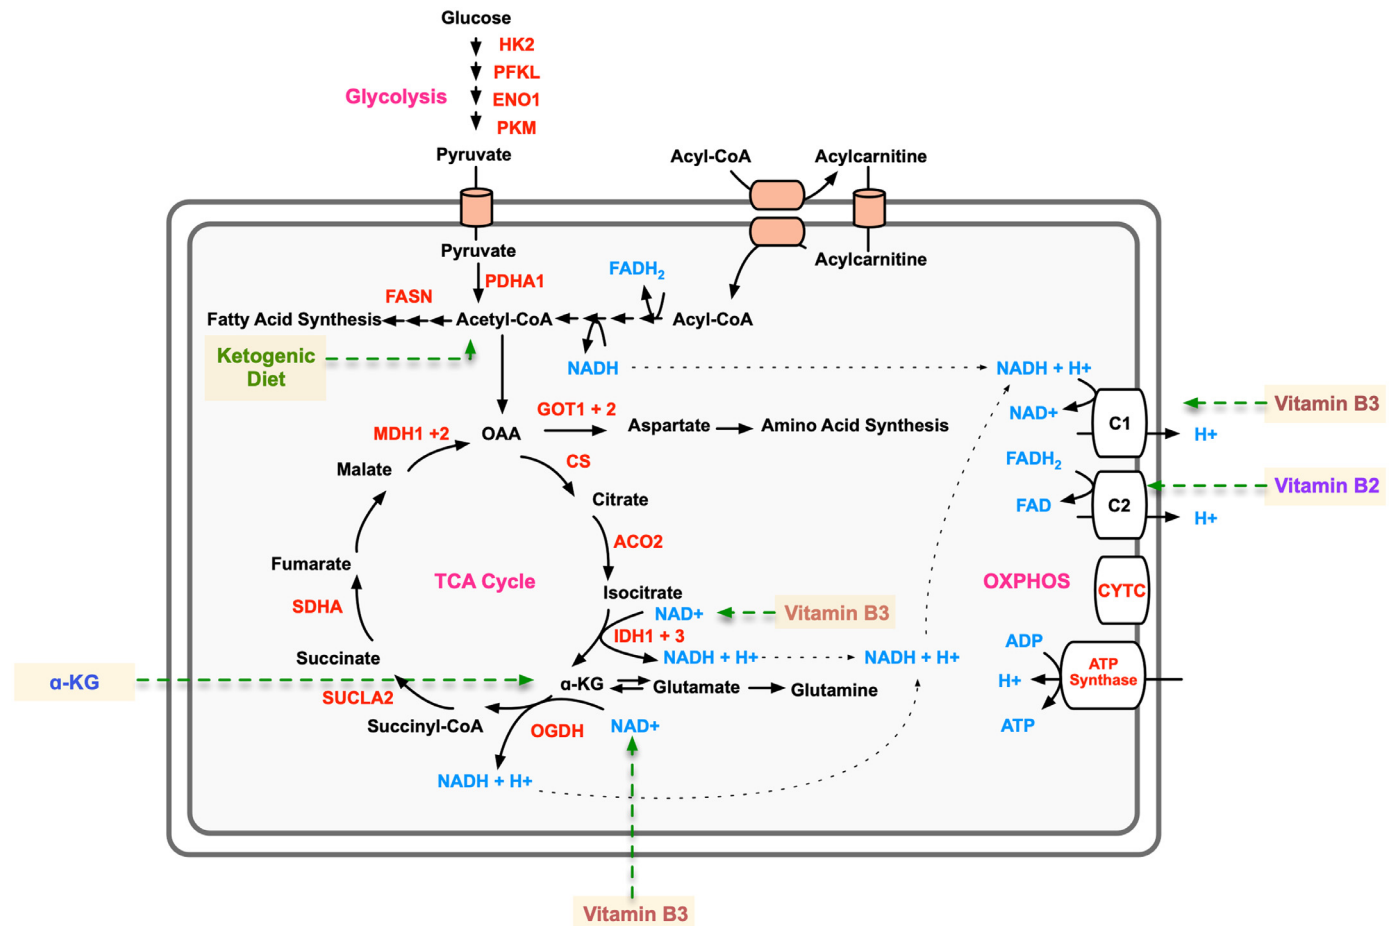 Glucose
HK2
PFKL
Glycolysis
ENO1
PKM
Pyruvate
Acyl-CoA
Acylcarnitine
Pyruvate
Acylcarnitine
PDHA1
FADH2
FASN
Fatty Acid Synthesis
Acetyl-CoA
Acyl-CoA
Ketogenic
Diet
NADH
NADH + H+
Vitamin B3
NAD+
C1
H+
GOT1 + 2
MDH1 +2
OAA
Aspartate
Amino Acid Synthesis
CS
Malate
FADH2
Vitamin B2
Citrate
FAD
C2
H+
ACO2
Fumarate
TCA Cycle
Isocitrate
OXPHOS
CYTC
SDHA
NAD+
Vitamin B3
IDH1 + 3
Succinate
NADH + H+
NADH + H+
ADP
ATP
Synthase
H+
ATP
α-KG
α-KG
Glutamate
Glutamine
SUCLA2
Succinyl-CoA
OGDH
NAD+
NADH + H+
Vitamin B3